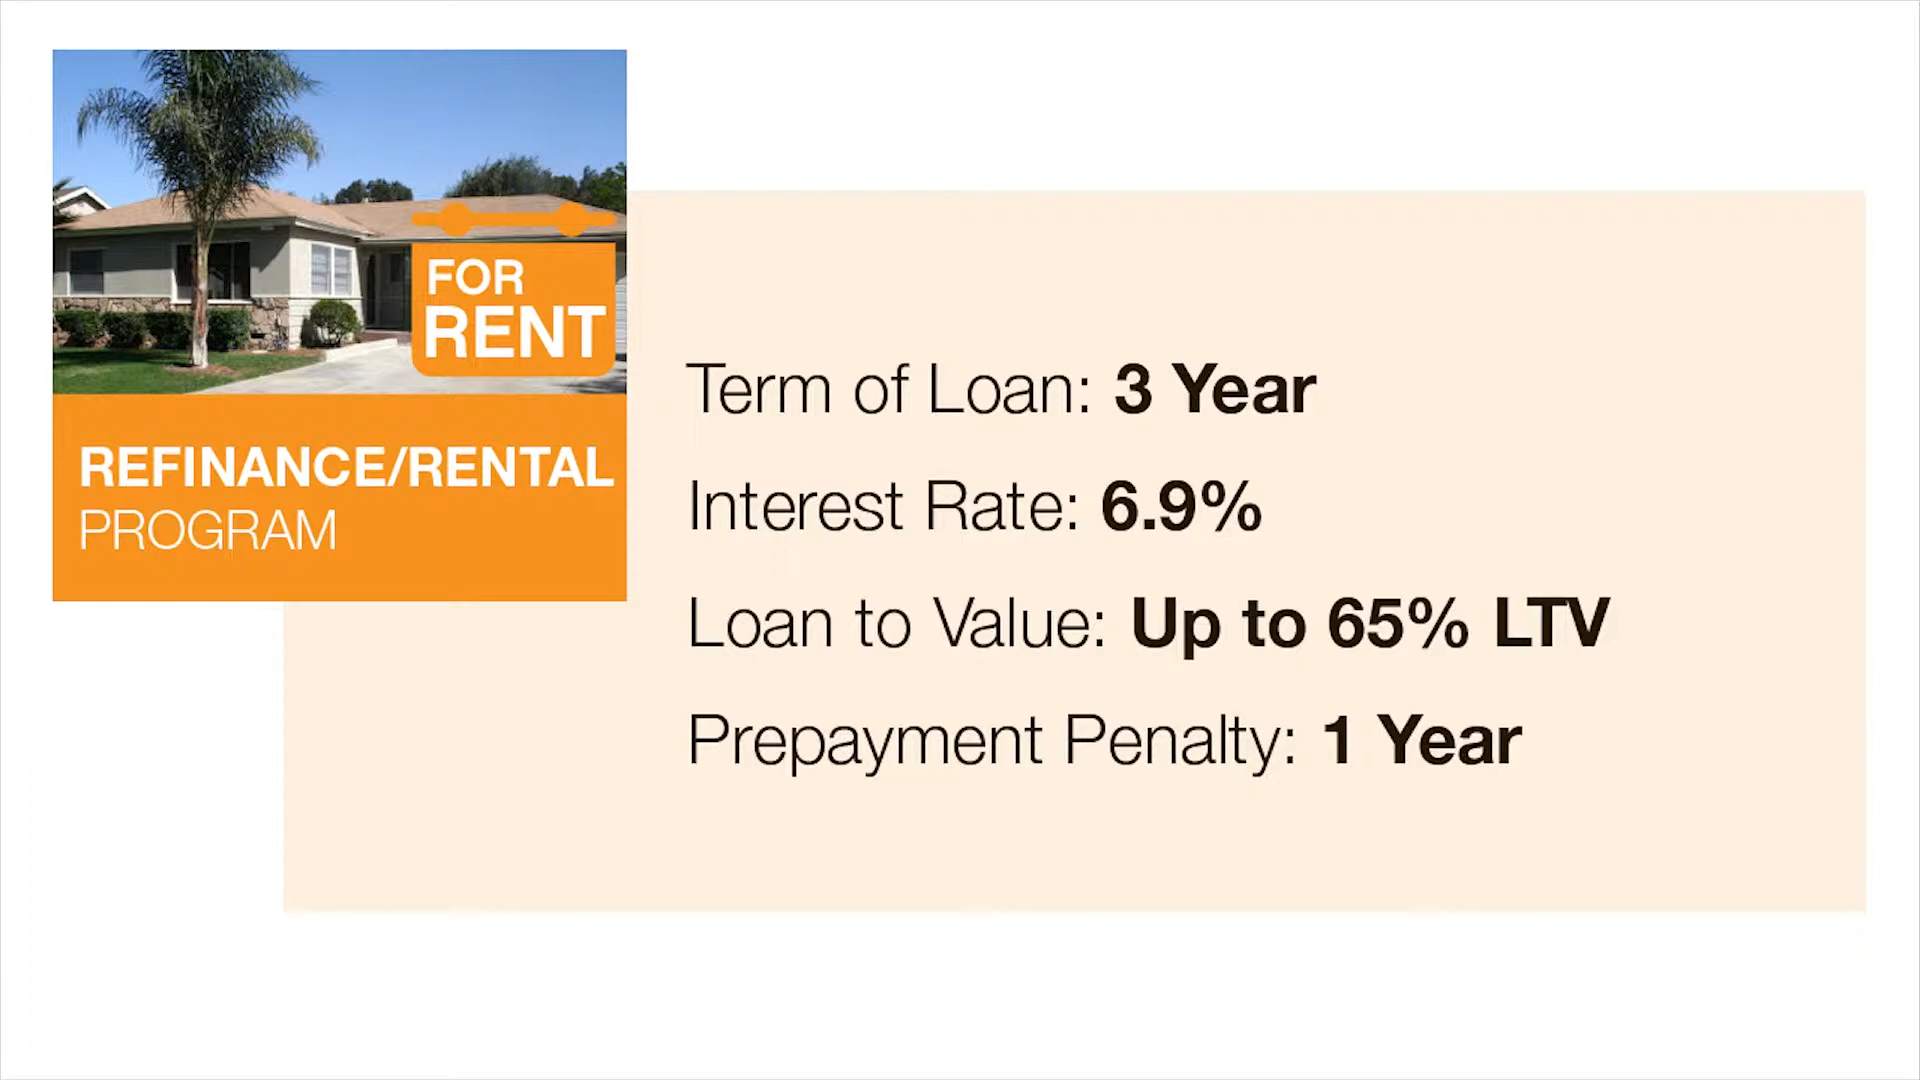 FOR
RENT
REFINANCE/RENTAL
PROGRAM
Term of Loan: 3 Year
Interest Rate: 6.9%
Loan to Value: Up to 65% LTV
Prepayment Penalty: 1 Year